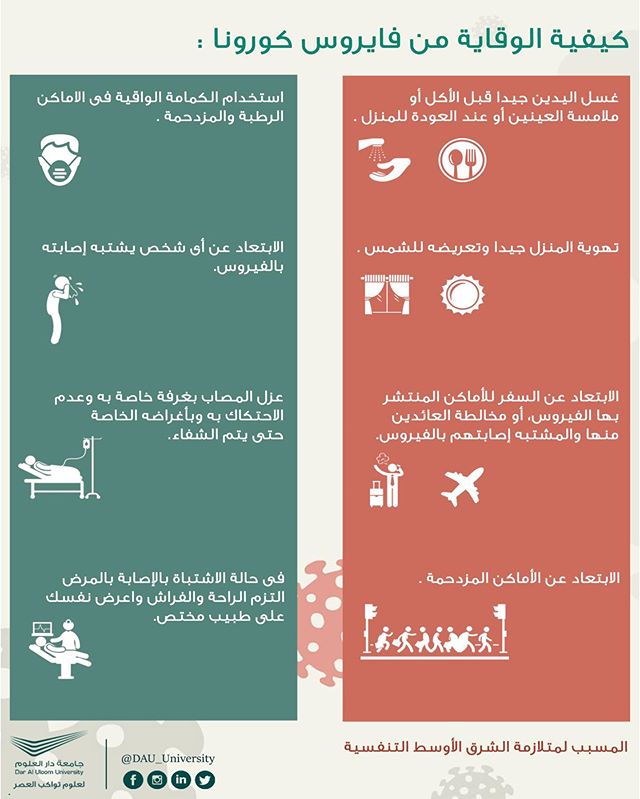 كيفية الوقاية من فايروس كورونا :
غسل اليدين جيدا قبل الأكل أو
ملامسة العينين أو عند العودة للمنزل .
تهوية المنزل جيدا وتعريضه للشمس .
الابتعاد عن السفر للأماكن المنتشر
بها الفيروس، أو مخالطة العائدين
منها والمشتبه إصابتهم بالفيروس.
الابتعاد عن الأماكن المزدحمة .
استخدام الكمامة الواقية فى الاماكن
الرطبة والمزدحمة .
الابتعاد عن أى شخص يشتبه إصابته
بالفيروس.
عزل المصاب بغرفة خاصة به وعدم
الاحتكاك به وبأغراضه الخاصة
حتى يتم الشفاء.
فى حالة الاشتباة بالإصابة بالمرض
التزم الراحة والفراش واعرض نفسك
على طبيب مختص.
المسبب لمتلازمة الشرق الأوسط التنفسية
@DAU_University
جامعة دار العلوم
Dar Al Uloom University
لعلوم تواكب العصر